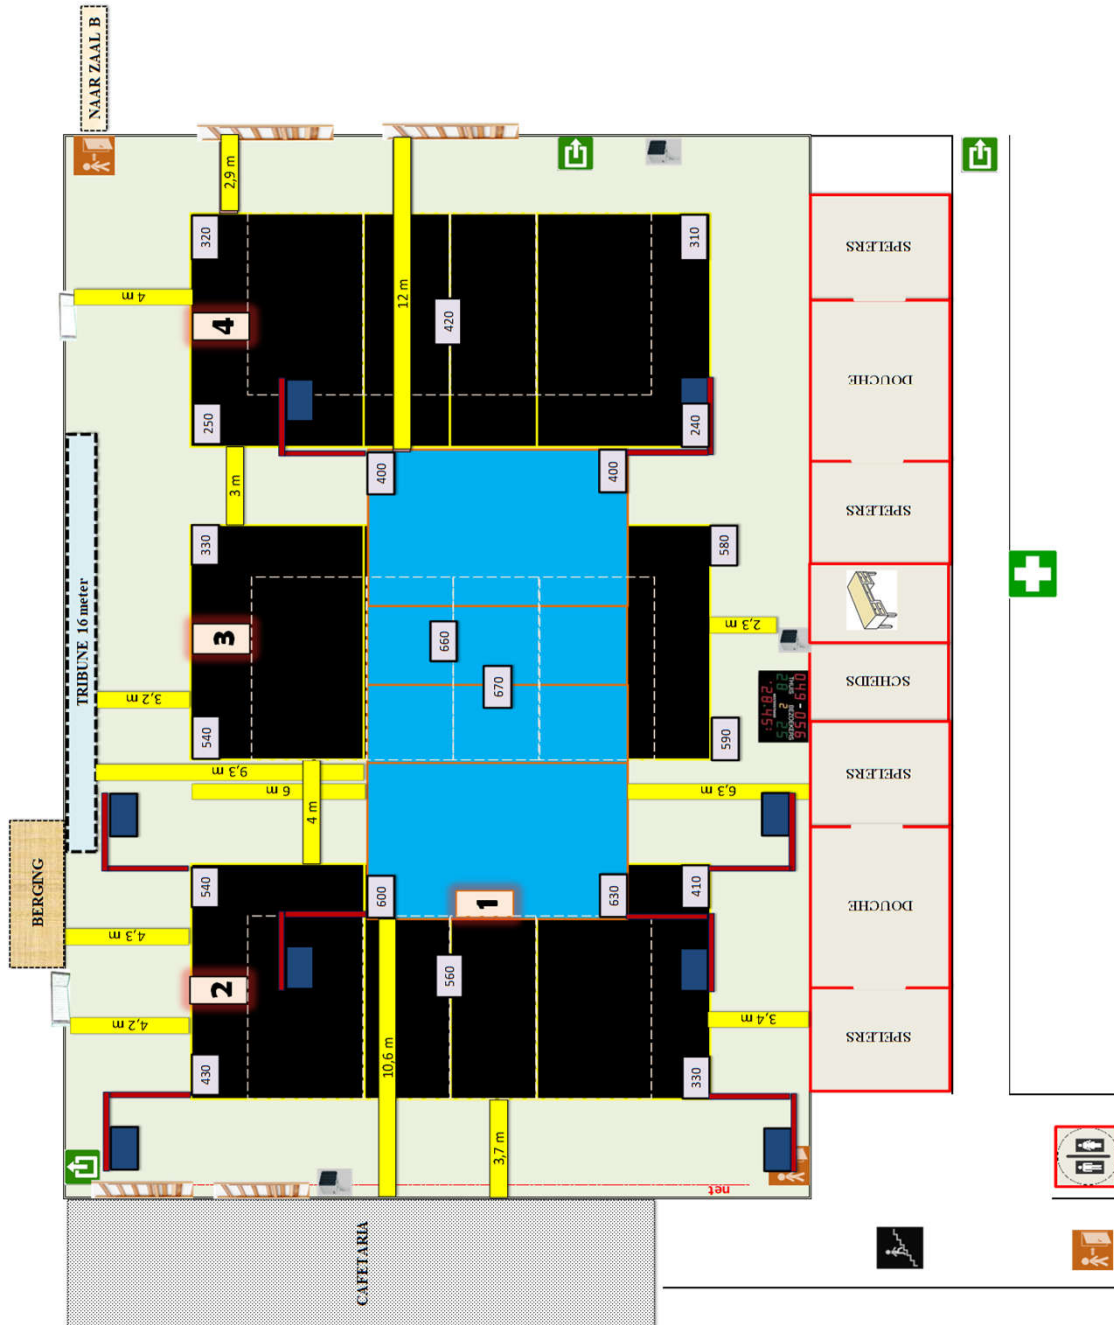 NAAR ZAAL B
2,9 m
320
310
4 m
4
12 m
420
250
240
SPELERS
DOUCHE
3 m
400
400
SPELERS
TRIBUNE 16 meter
330
580
3
660
2,3 m
670
3,2 m
SCHEIDS
THUIS
BEZOEKERS
540
590
9,3 m
6 m
6,3 m
4 m
SPELERS
BERGING
540
600
630
410
1
DOUCHE
4,3 m
2
560
4,2 m
3,4 m
SPELERS
430
10,6 m
330
3,7 m
net
CAFETARIA